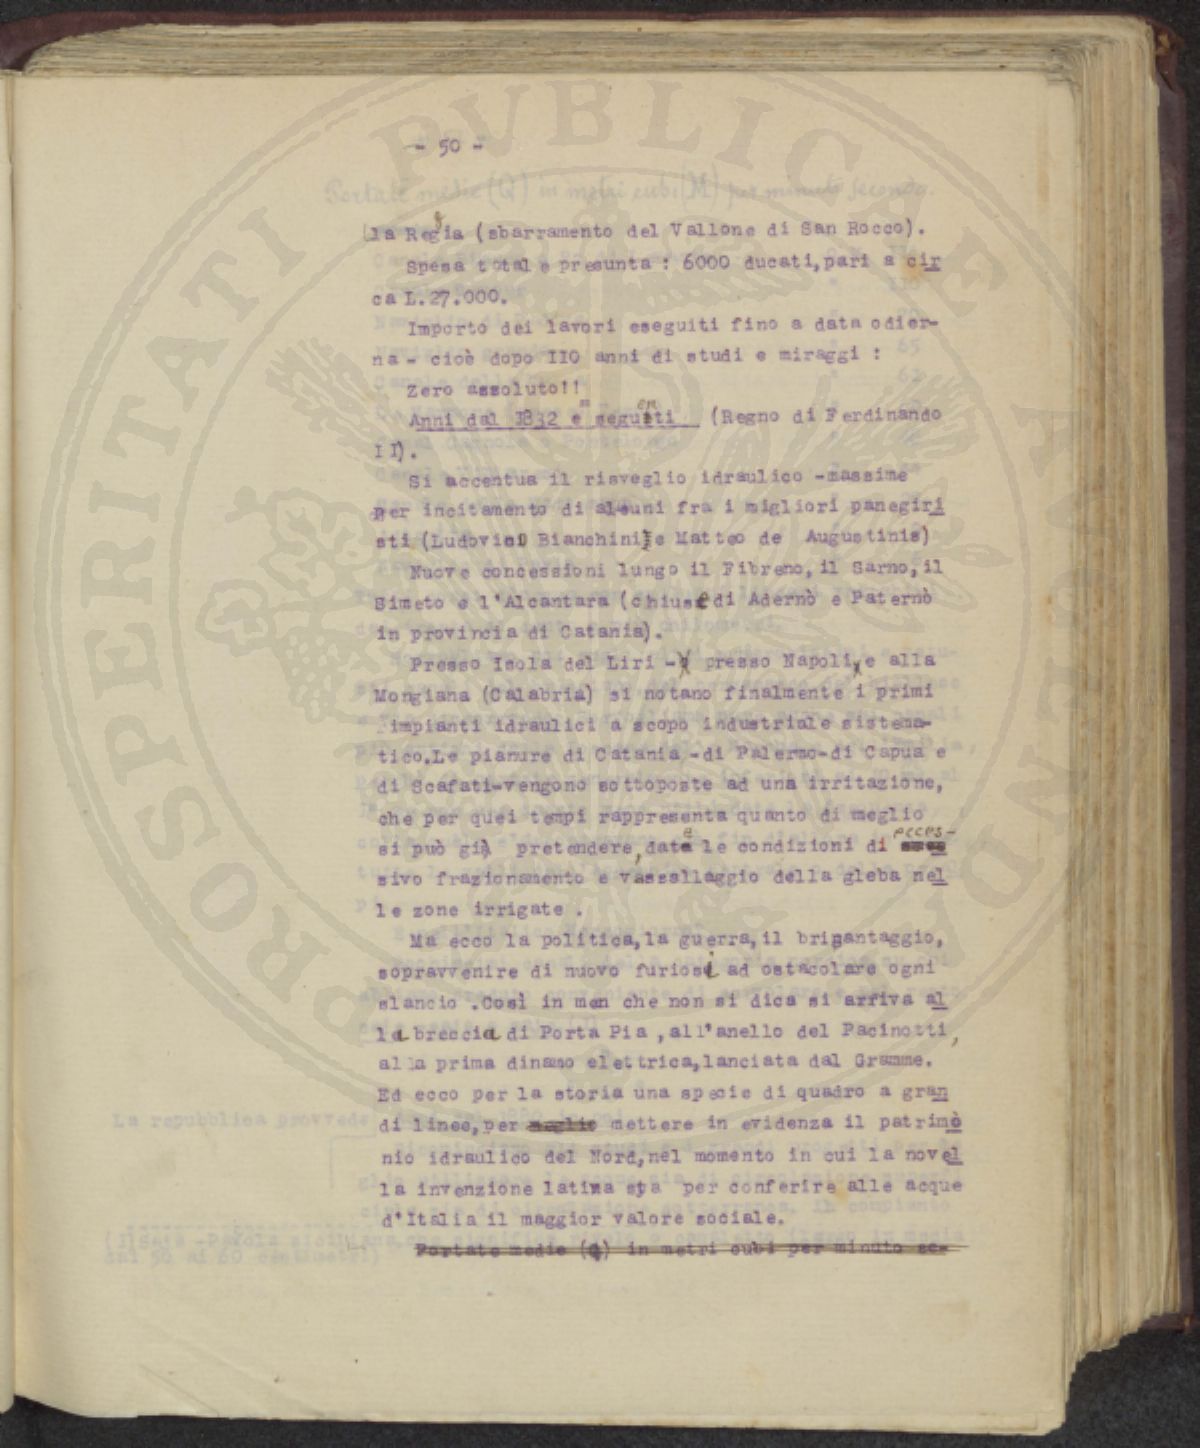 - 50 -
la Regia (sbarramento del Vallone di San Rocco).
Spesa totale presunta : 6000 ducati,pari a cir
ca L.27.000.
Importo dei lavori eseguiti fino a data odier-
na - cioè dopo IIO anni di studi e miraggi :
Zero assoluto!!
Anni dal I832 e seguenti (Regno di Ferdinando
II).
Si accentua il risveglio idraulico -massime
per incitamento di alcuni fra i migliori panegiri
sti (Ludovico Bianchini e Matteo de Augustinis)
Nuove concessioni lungo il Fibreno,il Sarno,il
Simeto e l'Alcantara (chiuse di Adernò e Paternò
in provincia di Catania).
Presso Isola del Liri - presso Napoli e alla
Mongiana (Calabria) si notano finalmente i primi
impianti idraulici a scopo industriale sistema-
tico.Le pianure di Catania -di Palermo-di Capua e
di Scafati-vengono sottoposte ad una irritazione,
che per quei tempi rappresenta quanto di meglio
si può già pretendere,date le condizioni di ecces-
sivo frazionamento e vassallaggio della gleba nel
le zone irrigate .
Ma ecco la politica,la guerra,il brigantaggio,
sopravvenire di nuovo furiosi ad ostacolare ogni
slancio .Così in men che non si dica si arriva al
la breccia di Porta Pia ,all'anello del Pacinotti,
alla prima dinamo elettrica,lanciata dal Gramme.
Ed ecco per la storia una specie di quadro a gran
di linee,per meglio mettere in evidenza il patrimò
nio idraulico del Nord,nel momento in cui la novel
la invenzione latina sta per conferire alle acque
d'Italia il maggior valore sociale.
Portate medie (Q) in metri cubi per minuto se-
PROSPERITATI PUBLICAE AUGENDAE